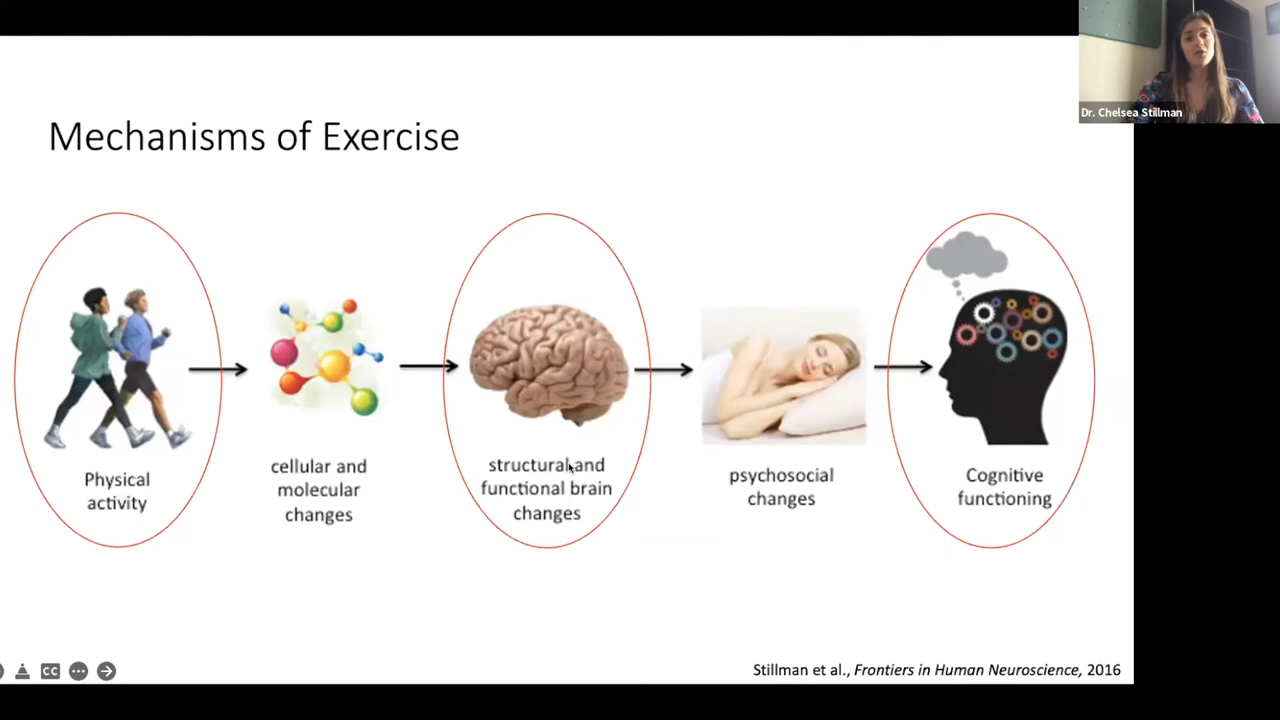 Dr. Chelsea Stillman
Mechanisms of Exercise
Physical
activity
cellular and
molecular
changes
structural and
functional brain
changes
psychosocial
changes
Cognitive
functioning
CC
Stillman et al., Frontiers in Human Neuroscience, 2016